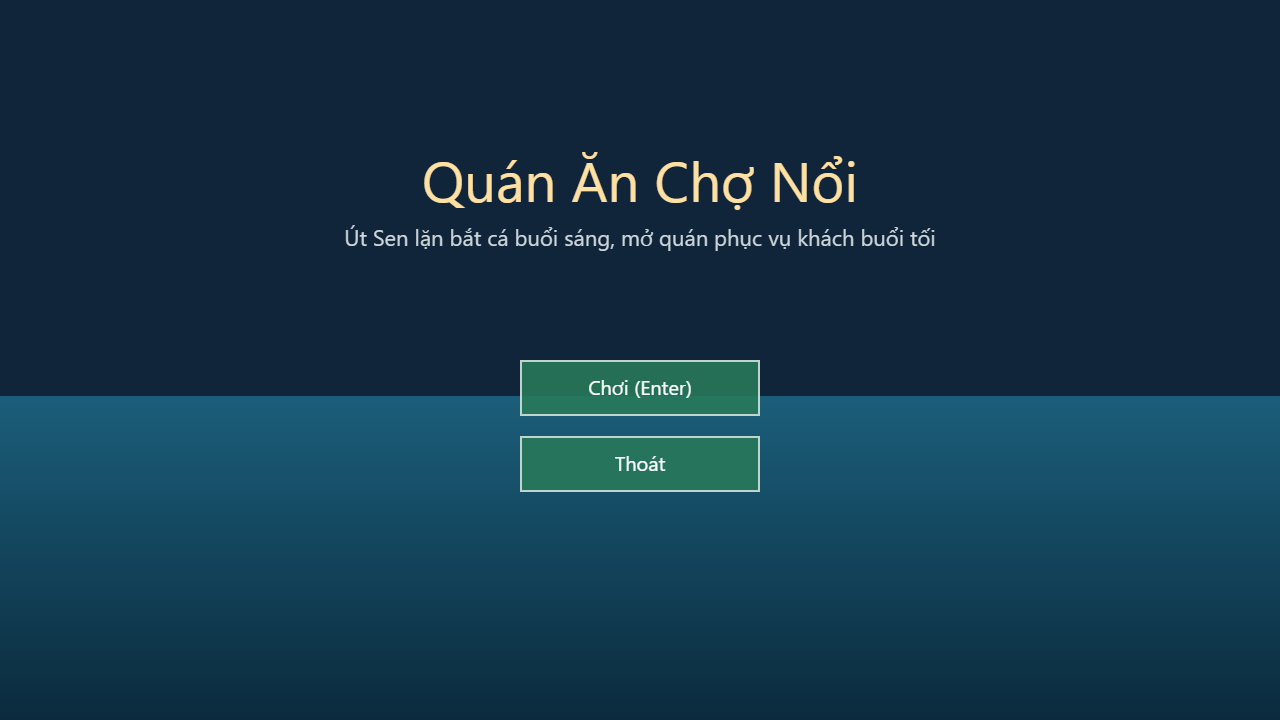 Quán Ăn Chợ Nổi
Út Sen lặn bắt cá buổi sáng, mở quán phục vụ khách buổi tối
Chơi (Enter)
Thoát